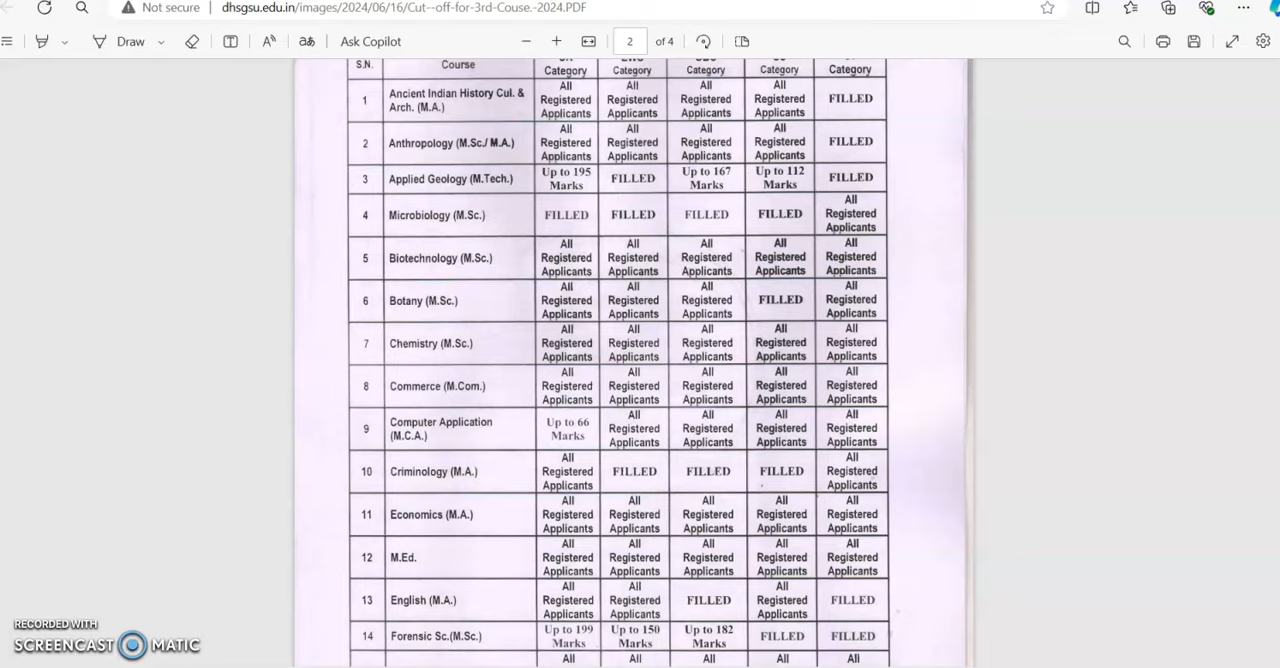 Not secure | dhsgsu.edu.in/images/2024/06/16/Cut--off-for-3rd-Couse.-2024.PDF
Draw aあ Ask Copilot 2 of 4
S.N. Course Category Category Category Category Category
1 Ancient Indian History Cul. & Arch. (M.A.) All Registered Applicants All Registered Applicants All Registered Applicants All Registered Applicants FILLED
2 Anthropology (M.Sc./ M.A.) All Registered Applicants All Registered Applicants All Registered Applicants All Registered Applicants FILLED
3 Applied Geology (M.Tech.) Up to 195 Marks FILLED Up to 167 Marks Up to 112 Marks FILLED
4 Microbiology (M.Sc.) FILLED FILLED FILLED FILLED All Registered Applicants
5 Biotechnology (M.Sc.) All Registered Applicants All Registered Applicants All Registered Applicants All Registered Applicants All Registered Applicants
6 Botany (M.Sc.) All Registered Applicants All Registered Applicants All Registered Applicants FILLED All Registered Applicants
7 Chemistry (M.Sc.) All Registered Applicants All Registered Applicants All Registered Applicants All Registered Applicants All Registered Applicants
8 Commerce (M.Com.) All Registered Applicants All Registered Applicants All Registered Applicants All Registered Applicants All Registered Applicants
9 Computer Application (M.C.A.) Up to 66 Marks All Registered Applicants All Registered Applicants All Registered Applicants All Registered Applicants
10 Criminology (M.A.) All Registered Applicants FILLED FILLED FILLED All Registered Applicants
11 Economics (M.A.) All Registered Applicants All Registered Applicants All Registered Applicants All Registered Applicants All Registered Applicants
12 M.Ed. All Registered Applicants All Registered Applicants All Registered Applicants All Registered Applicants All Registered Applicants
13 English (M.A.) All Registered Applicants All Registered Applicants FILLED All Registered Applicants FILLED
14 Forensic Sc.(M.Sc.) Up to 199 Marks Up to 150 Marks Up to 182 Marks FILLED FILLED
All All All All All
RECORDED WITH
SCREENCAST MATIC